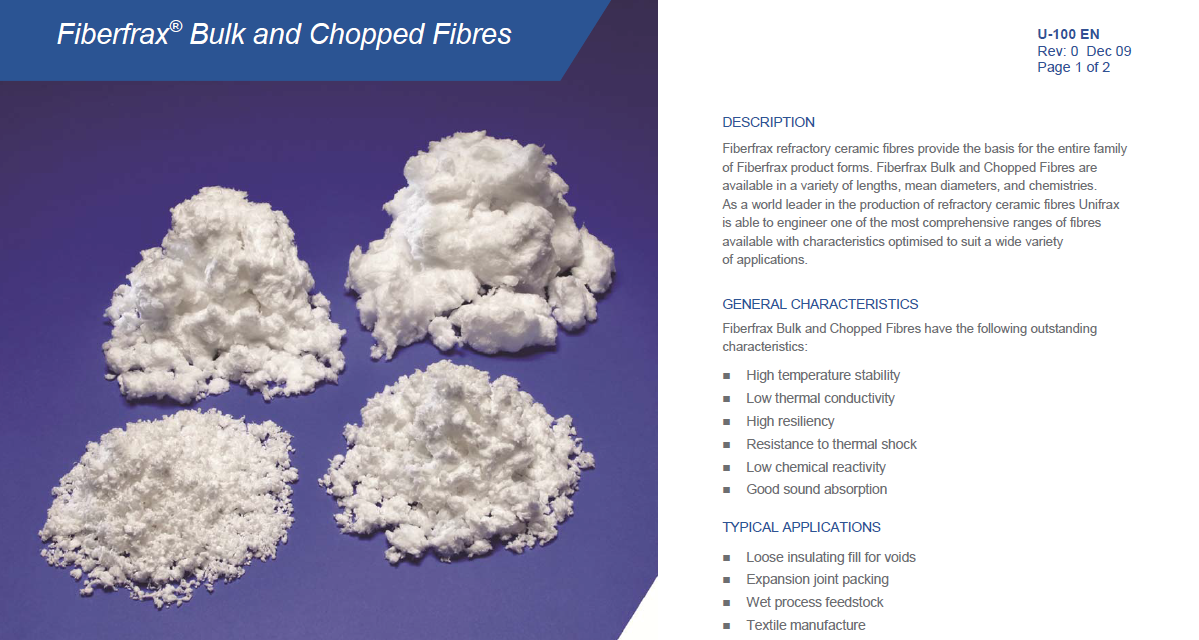 Fiberfrax® Bulk and Chopped Fibres
U-100 EN
Rev: 0 Dec 09
Page 1 of 2
DESCRIPTION
Fiberfrax refractory ceramic fibres provide the basis for the entire family
of Fiberfrax product forms. Fiberfrax Bulk and Chopped Fibres are
available in a variety of lengths, mean diameters, and chemistries.
As a world leader in the production of refractory ceramic fibres Unifrax
is able to engineer one of the most comprehensive ranges of fibres
available with characteristics optimised to suit a wide variety
of applications.
GENERAL CHARACTERISTICS
Fiberfrax Bulk and Chopped Fibres have the following outstanding
characteristics:
■ High temperature stability
■ Low thermal conductivity
■ High resiliency
■ Resistance to thermal shock
■ Low chemical reactivity
■ Good sound absorption
TYPICAL APPLICATIONS
■ Loose insulating fill for voids
■ Expansion joint packing
■ Wet process feedstock
■ Textile manufacture